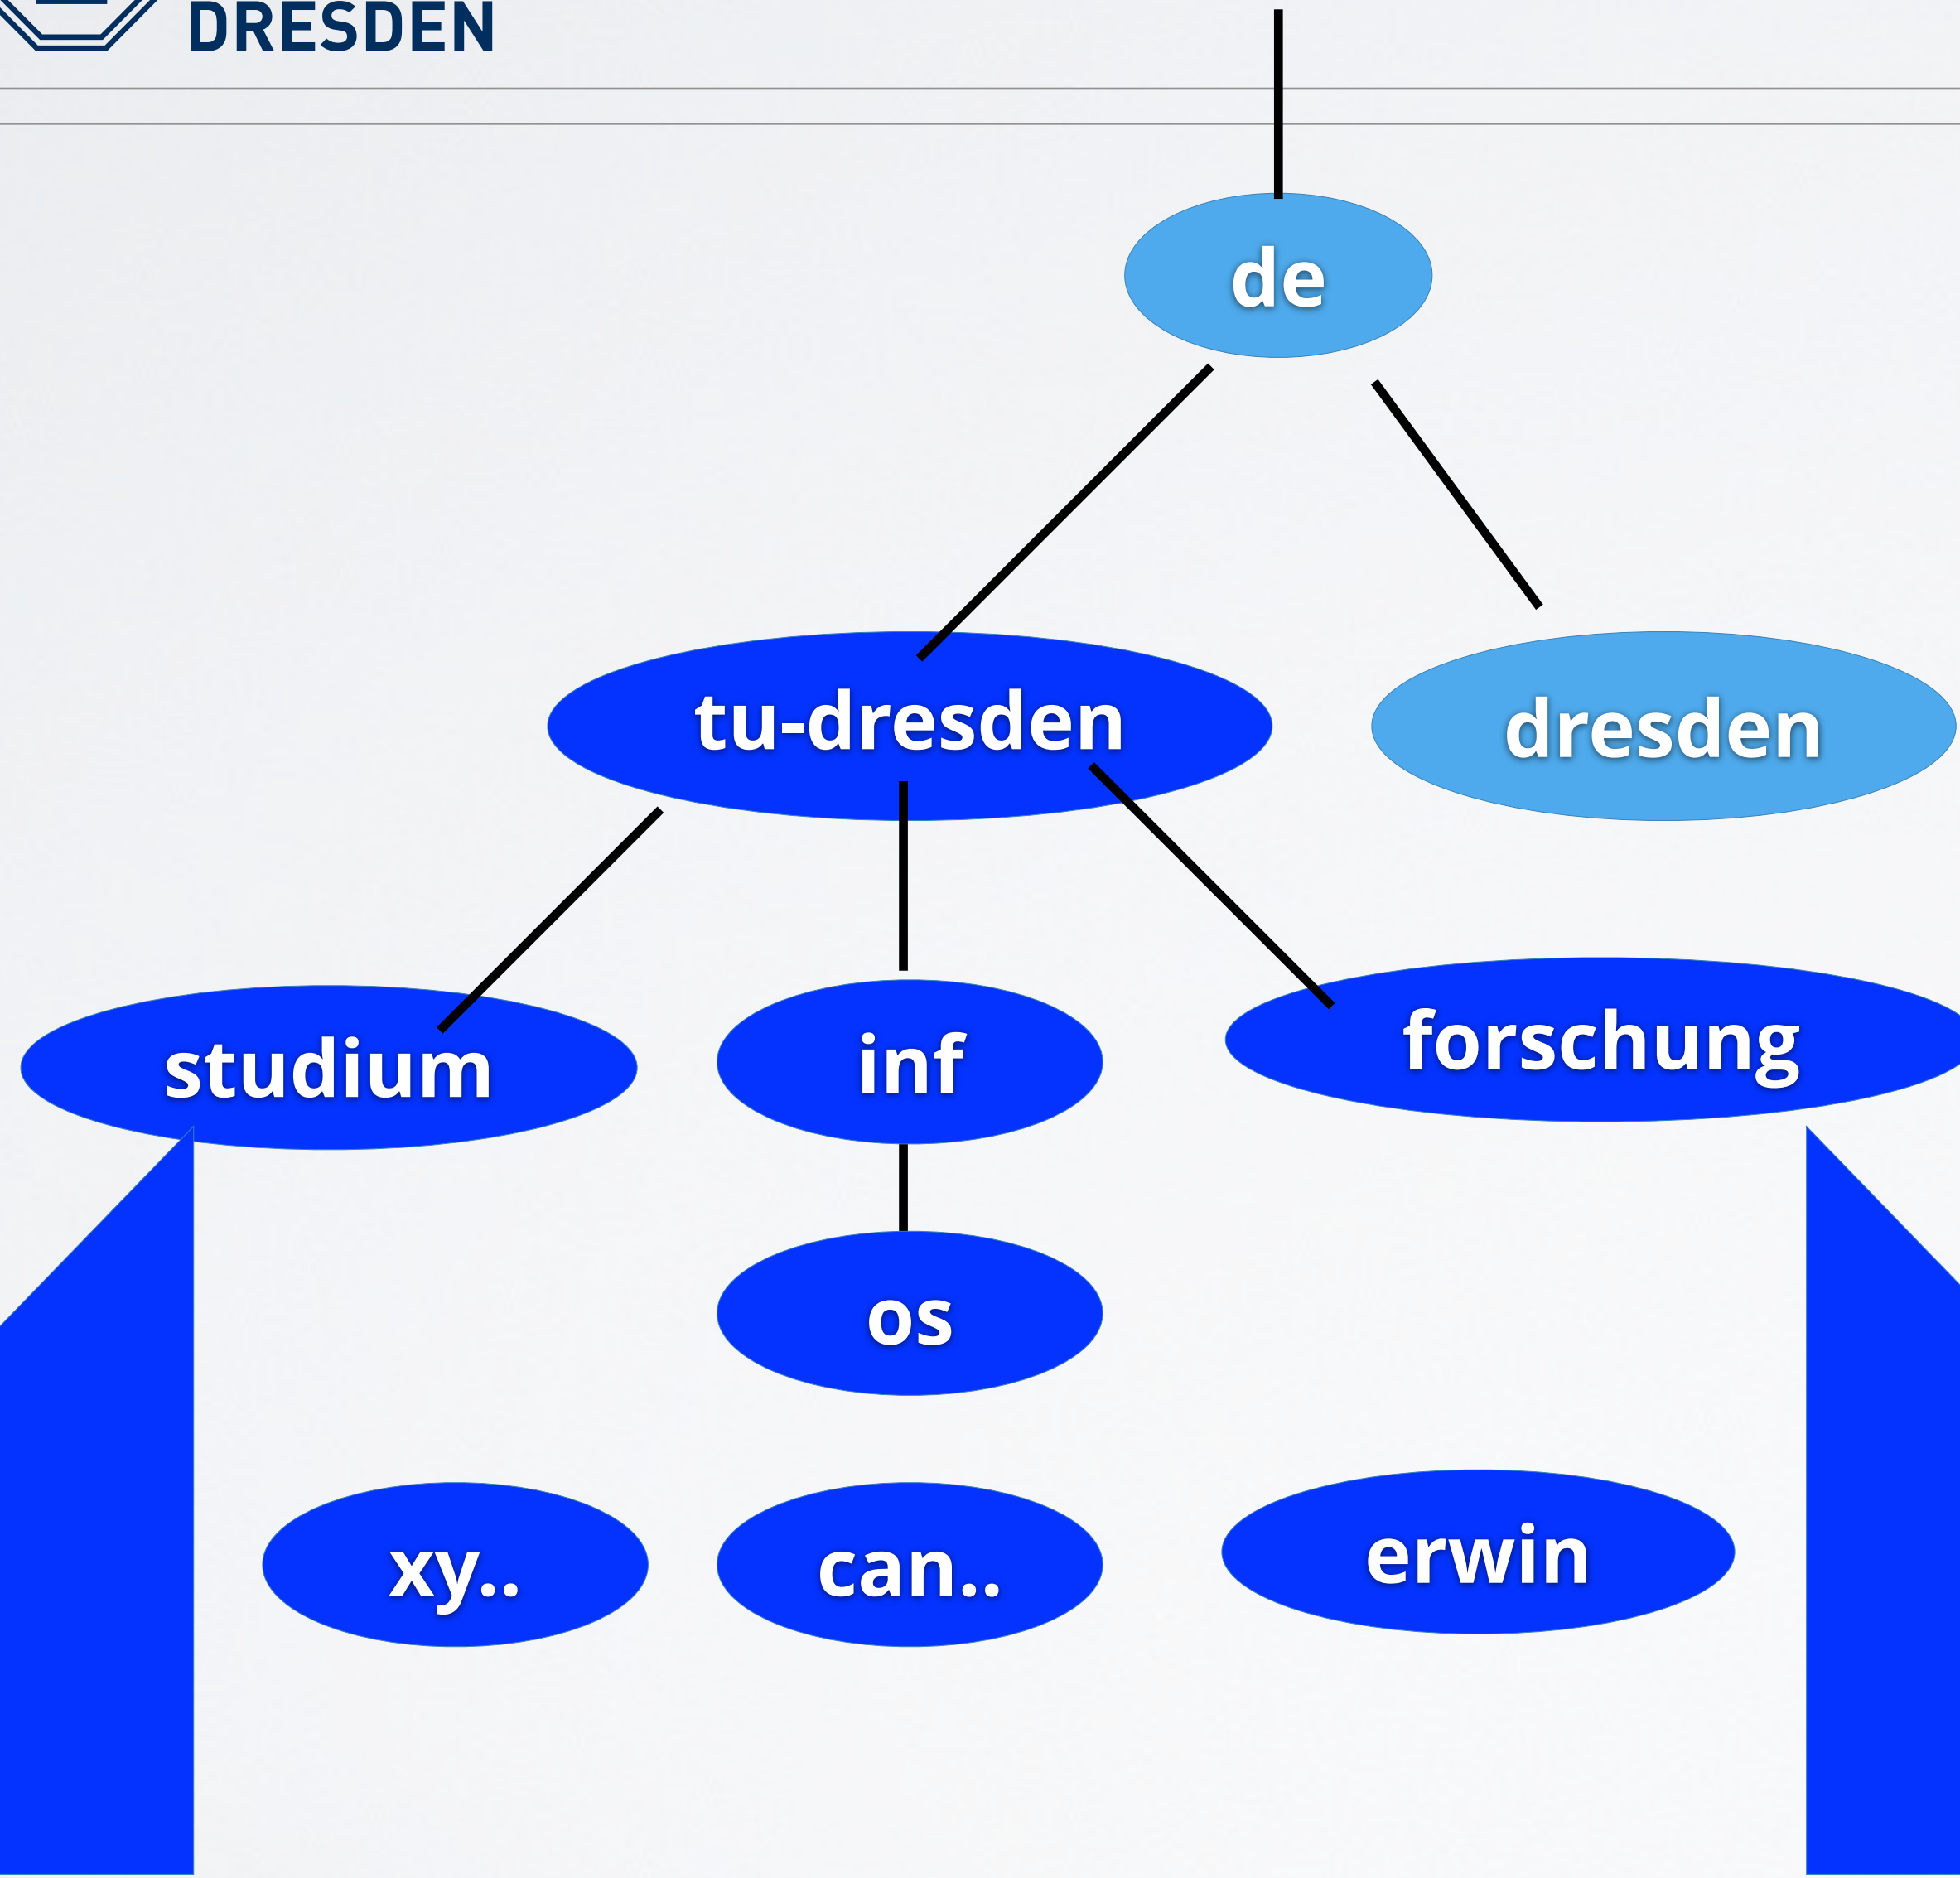 DRESDEN
de
tu-dresden
dresden
studium
inf
forschung
os
xy..
can..
erwin